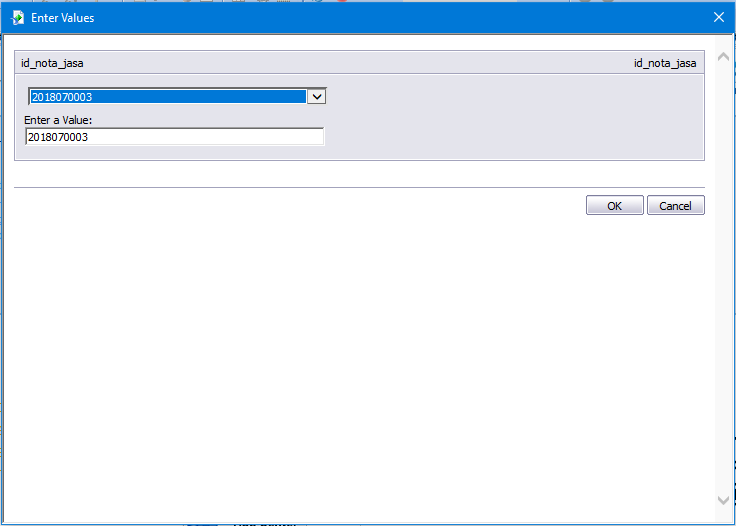 Enter Values
id_nota_jasa id_nota_jasa
2018070003
Enter a Value:
2018070003
OK Cancel